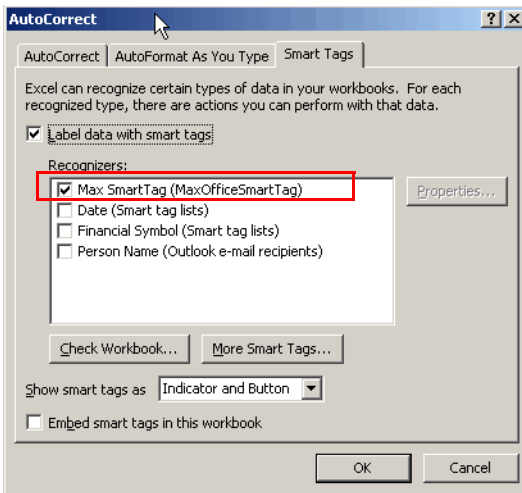 AutoCorrect
AutoCorrect AutoFormat As You Type Smart Tags
Excel can recognize certain types of data in your workbooks. For each
recognized type, there are actions you can perform with that data.
Label data with smart tags
Recognizers:
Max SmartTag (MaxOfficeSmartTag)
Properties...
Date (Smart tag lists)
Financial Symbol (Smart tag lists)
Person Name (Outlook e-mail recipients)
Check Workbook... More Smart Tags...
Show smart tags as Indicator and Button
Embed smart tags in this workbook
OK Cancel